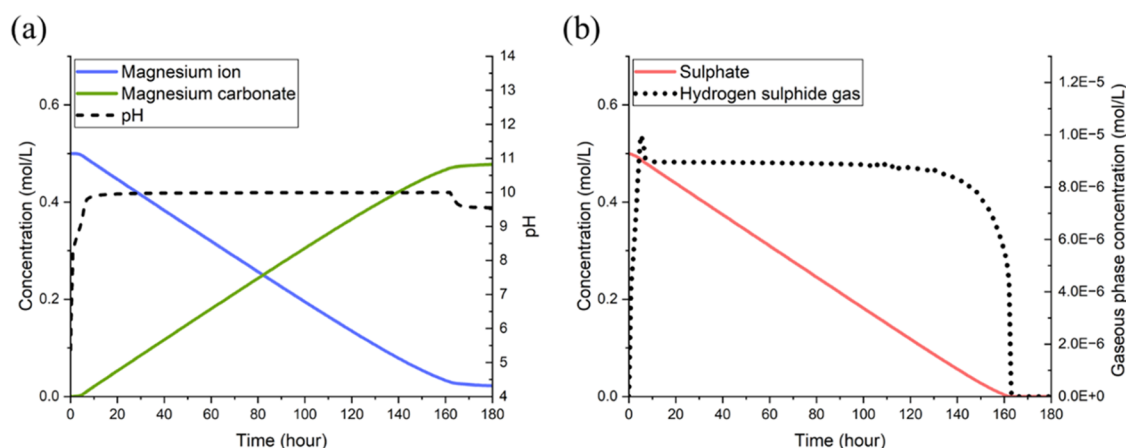 (a)
Magnesium ion
Magnesium carbonate
pH
Concentration (mol/L)
0.6
0.4
0.2
0.0
14
13
12
11
10
9
8
7
6
5
4
pH
0 20 40 60 80 100 120 140 160 180
Time (hour)
(b)
Sulphate
Hydrogen sulphide gas
Concentration (mol/L)
0.6
0.4
0.2
0.0
1.2E-5
1.0E-5
8.0E-6
6.0E-6
4.0E-6
2.0E-6
0.0E+0
Gaseous phase concentration (mol/L)
0 20 40 60 80 100 120 140 160 180
Time (hour)